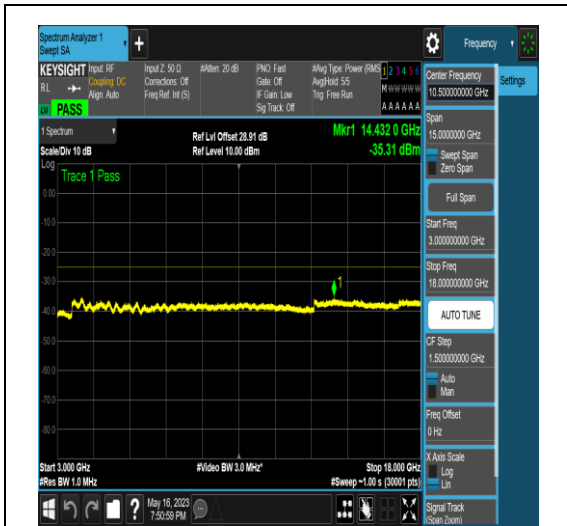 Spectrum Analyzer 1
Swept SA
+
Frequency
KEYSIGHT
RL
PASS
Input: RF
Coupling: DC
Align: Auto
Input Z: 50 Ω
Corrections: Off
Freq Ref: Int (S)
#Atten: 20 dB
PNO: Fast
Gate: Off
IF Gain: Low
Sig Track: Off
#Avg Type: Power (RMS
Avg|Hold: 5/5
Trig: Free Run
1 2 3 4 5 6
M W W W W W
A A A A A A
1 Spectrum
Scale/Div 10 dB
Ref Lvl Offset 28.91 dB
Ref Level 10.00 dBm
Mkr1 14.432 0 GHz
-35.31 dBm
Log
Trace 1 Pass
0.00
-10.0
-20.0
-30.0
-40.0
-50.0
-60.0
-70.0
-80.0
1
Start 3.000 GHz
#Res BW 1.0 MHz
#Video BW 3.0 MHz*
Stop 18.000 GHz
#Sweep ~1.00 s (30001 pts)
May 16, 2023
7:50:59 PM
Center Frequency
10.500000000 GHz
Settings
Span
15.0000000 GHz
Swept Span
Zero Span
Full Span
Start Freq
3.000000000 GHz
Stop Freq
18.000000000 GHz
AUTO TUNE
CF Step
1.500000000 GHz
Auto
Man
Freq Offset
0 Hz
X Axis Scale
Log
Lin
Signal Track
(Span Zoom)